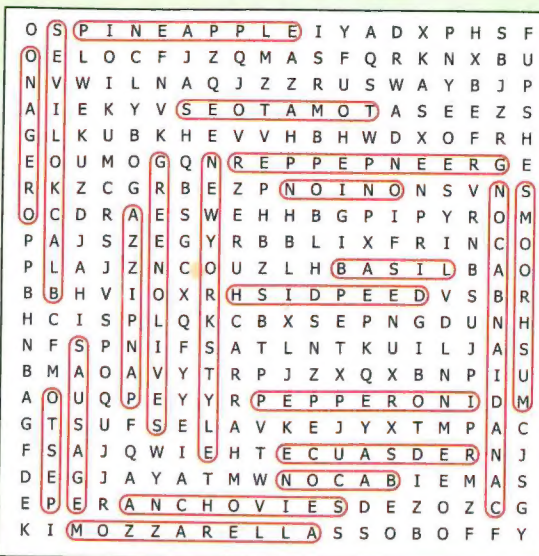 O S P I N E A P P L E I Y A D X P H S F
O E L O C F J Z Q M A S F Q R K N X B U
N V W I L N A Q J Z Z R U S W A Y B J P
A I E K Y V S E O T A M O T A S E E Z S
G L K U B K H E V V H B H W D X O F R H
E O U M O G Q N R E P P E P N E E R G E
R K Z C G R B E Z P N O I N O N S V N S
O C D R A E S W E H H B G P I P Y R O M
P A J S Z E G Y R B B L I X F R I N C O
P L A J Z N C O U Z L H B A S I L B A O
B B H V I O X R H S I D P E E D V S B R
H C I S P L Q K C B X S E P N G D U N H
N F S P N I F S A T L N T K U I L J A S
B M A O A V Y T R P J Z X Q X B N P I U
A O U Q P E Y Y R P E P P E R O N I D M
G T S U F S E L A V K E J Y X T M P A C
F S A J Q W I E H T E C U A S D E R N J
D E G J A Y A T M W N O C A B I E M A S
E P E R A N C H O V I E S D E Z O Z C G
K I M O Z Z A R E L L A S S O B O F F Y